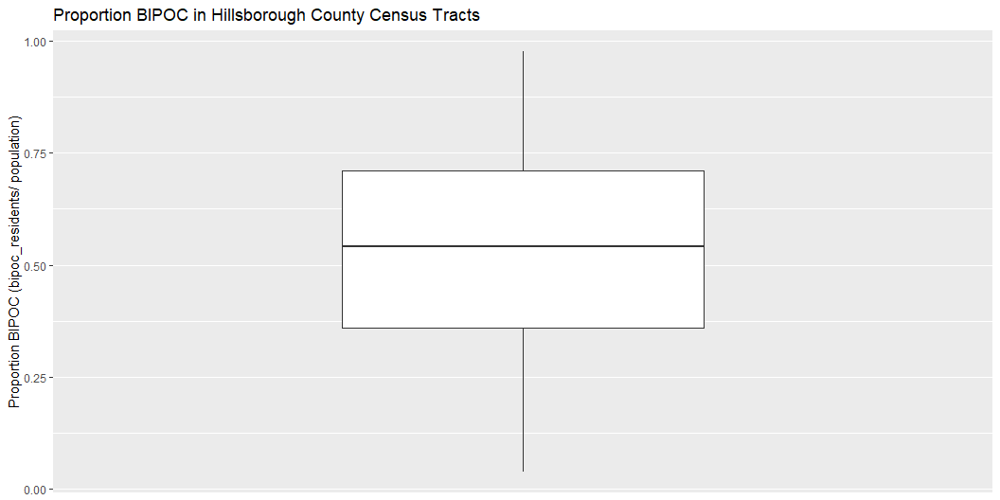 Proportion BIPOC in Hillsborough County Census Tracts
Proportion BIPOC (bipoc_residents/ population)
1.00
0.75
0.50
0.25
0.00